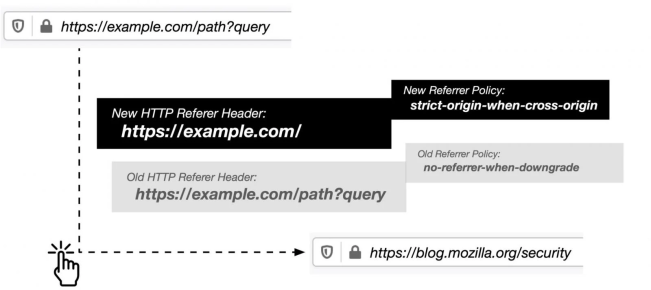 https://example.com/path?query
New Referrer Policy:
strict-origin-when-cross-origin
New HTTP Referer Header:
https://example.com/
Old Referrer Policy:
no-referrer-when-downgrade
Old HTTP Referer Header:
https://example.com/path?query
https://blog.mozilla.org/security